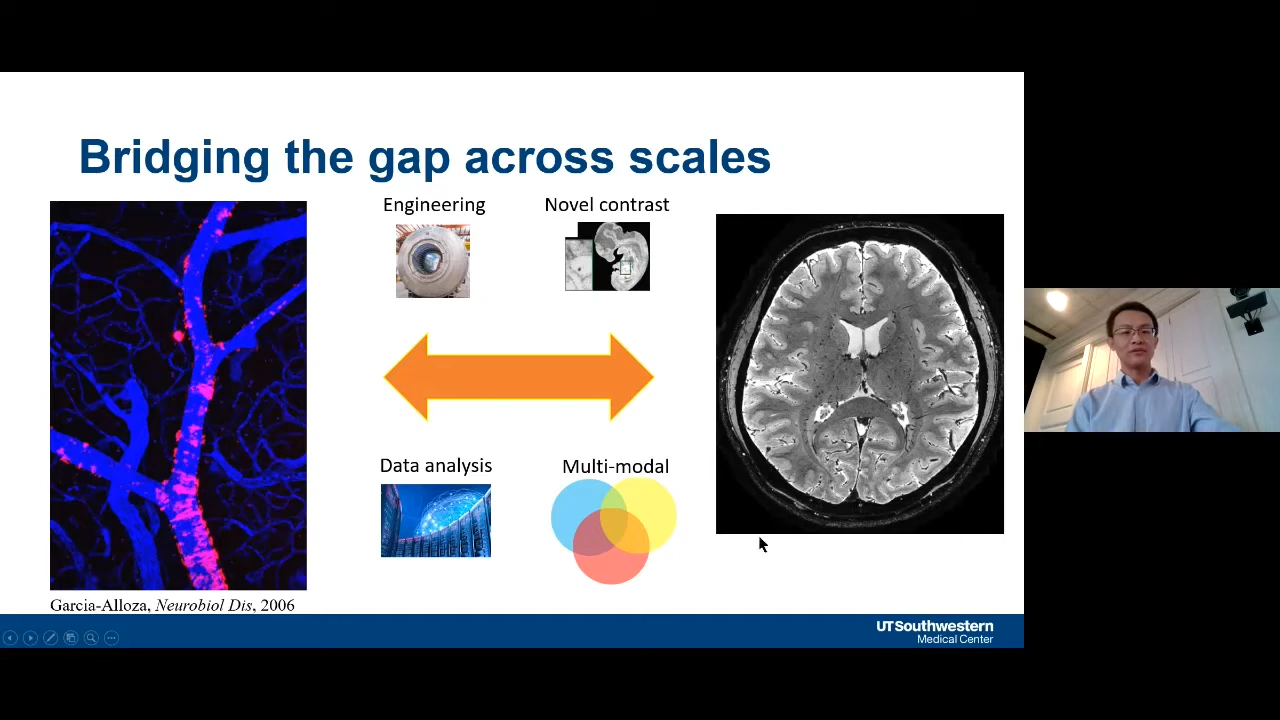 Bridging the gap across scales
Engineering
Novel contrast
Data analysis
Multi-modal
Garcia-Alloza, Neurobiol Dis, 2006
UTSouthwestern
Medical Center